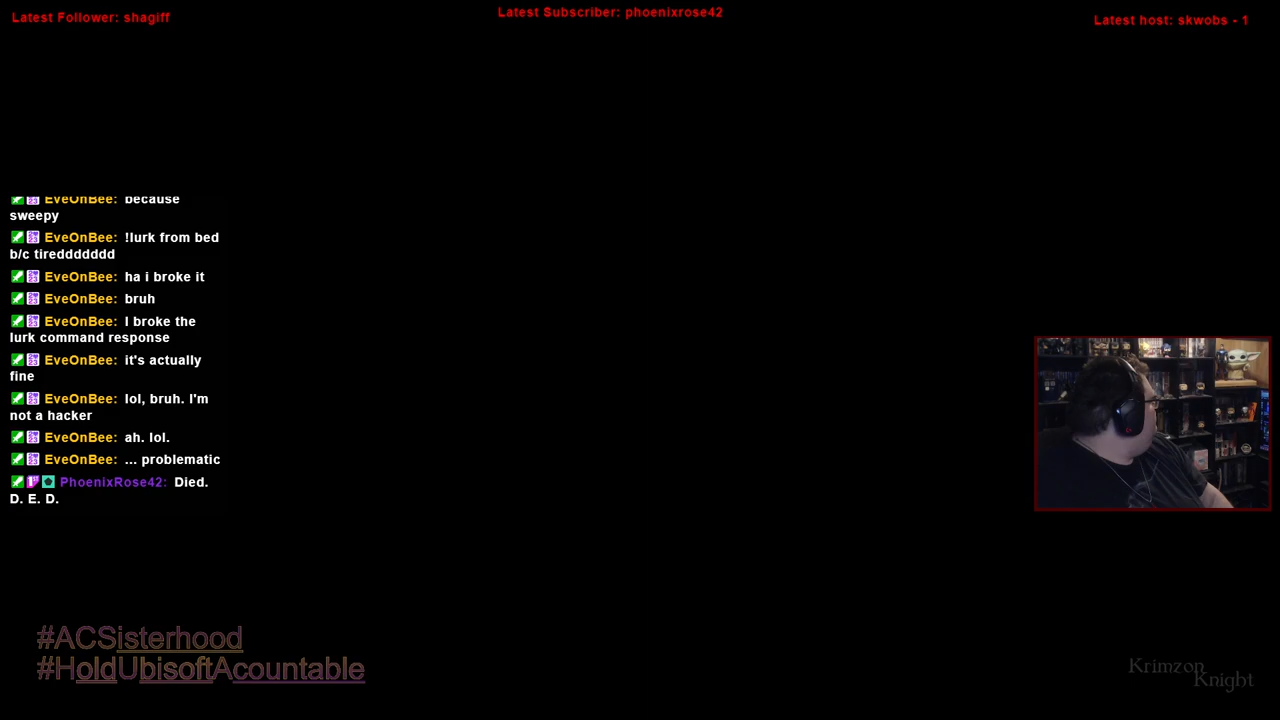 Latest Follower: shagiff
Latest Subscriber: phoenixrose42
Latest host: skwobs - 1
EveOnBee: because
sweepy
EveOnBee: !lurk from bed
b/c tireddddddd
EveOnBee: ha i broke it
EveOnBee: bruh
EveOnBee: I broke the
lurk command response
EveOnBee: it's actually
fine
EveOnBee: lol, bruh. I'm
not a hacker
EveOnBee: ah. lol.
EveOnBee: ... problematic
PhoenixRose42: Died.
D. E. D.
#ACSisterhood
#HoldUbisoftAcountable
Krimzon
Knight